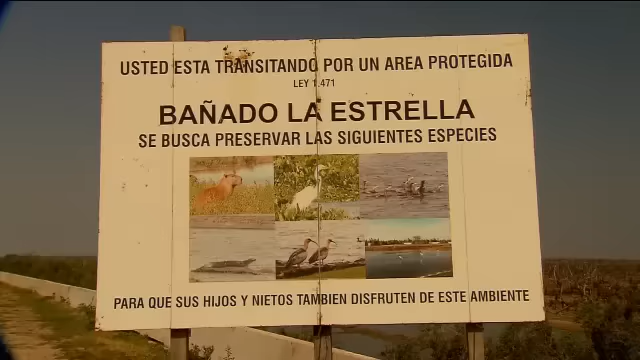 USTED ESTA TRANSITANDO POR UN AREA PROTEGIDA
LEY 1.471
BAÑADO LA ESTRELLA
SE BUSCA PRESERVAR LAS SIGUIENTES ESPECIES
PARA QUE SUS HIJOS Y NIETOS TAMBIEN DISFRUTEN DE ESTE AMBIENTE